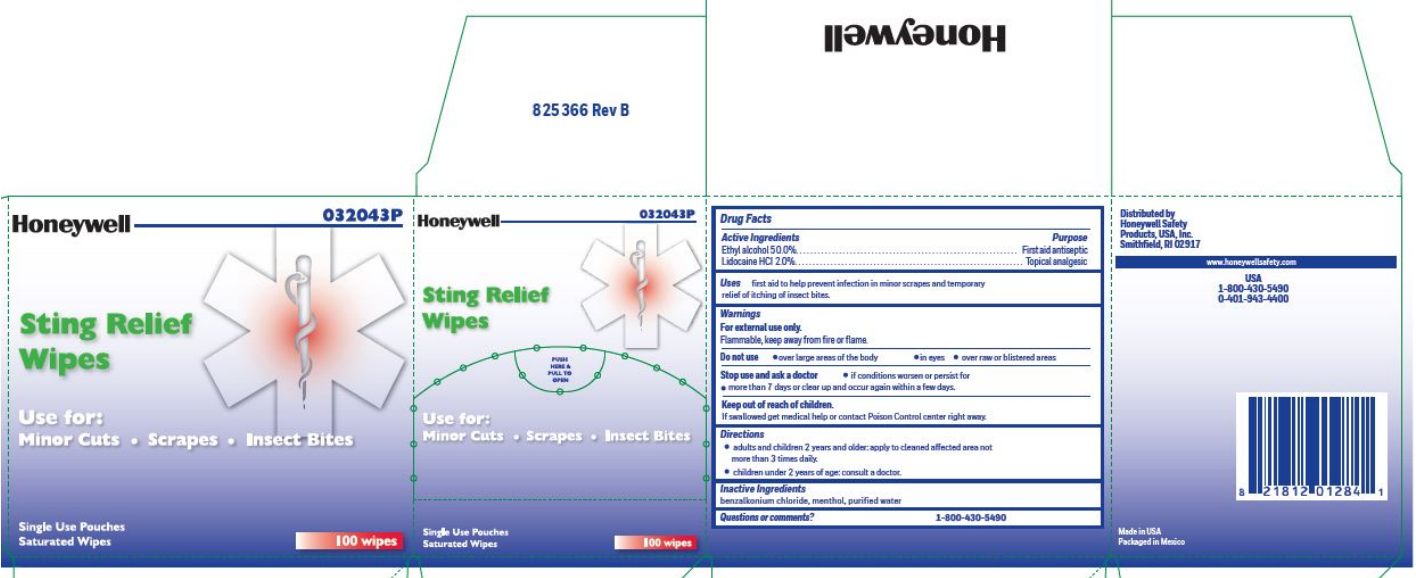 Honeywell
825366 Rev B
Honeywell
032043P
Sting Relief
Wipes
Use for:
Minor Cuts • Scrapes • Insect Bites
Single Use Pouches
Saturated Wipes
100 wipes
Honeywell
032043P
Sting Relief
Wipes
PUSH
HERE &
PULL TO
OPEN
Use for:
Minor Cuts • Scrapes • Insect Bites
Single Use Pouches
Saturated Wipes
100 wipes
Drug Facts
Active Ingredients Purpose
Ethyl alcohol 50.0%........................................ First aid antiseptic
Lidocaine HCl 2.0%........................................ Topical analgesic
Uses first aid to help prevent infection in minor scrapes and temporary
relief of itching of insect bites.
Warnings
For external use only.
Flammable, keep away from fire or flame.
Do not use • over large areas of the body • in eyes • over raw or blistered areas
Stop use and ask a doctor • if conditions worsen or persist for
• more than 7 days or clear up and occur again within a few days.
Keep out of reach of children.
If swallowed get medical help or contact Poison Control center right away.
Directions
• adults and children 2 years and older: apply to cleaned affected area not
more than 3 times daily.
• children under 2 years of age: consult a doctor.
Inactive Ingredients
benzalkonium chloride, menthol, purified water
Questions or comments? 1-800-430-5490
Distributed by
Honeywell Safety
Products, USA, Inc.
Smithfield, RI 02917
www.honeywellsafety.com
USA
1-800-430-5490
0-401-943-4400
8 21812 01284 1
Made in USA
Packaged in Mexico